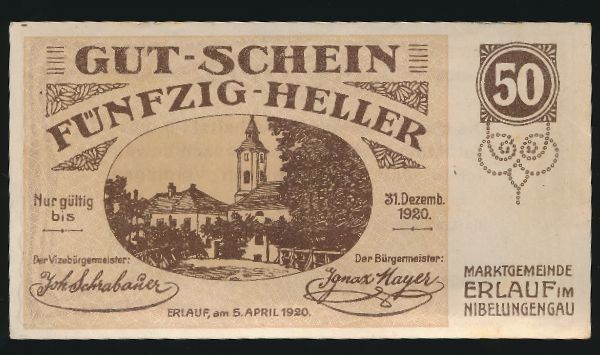 GUT-SCHEIN
FÜNFZIG-HELLER
50
Nur gültig
bis
31. Dezemb.
1920.
Der Vizebürgermeister:
Joh Schrabauer
Der Bürgermeister:
Ignaz Mayer
ERLAUF, am 5. APRIL 1920.
MARKTGEMEINDE
ERLAUF IM
NIBELUNGENGAU